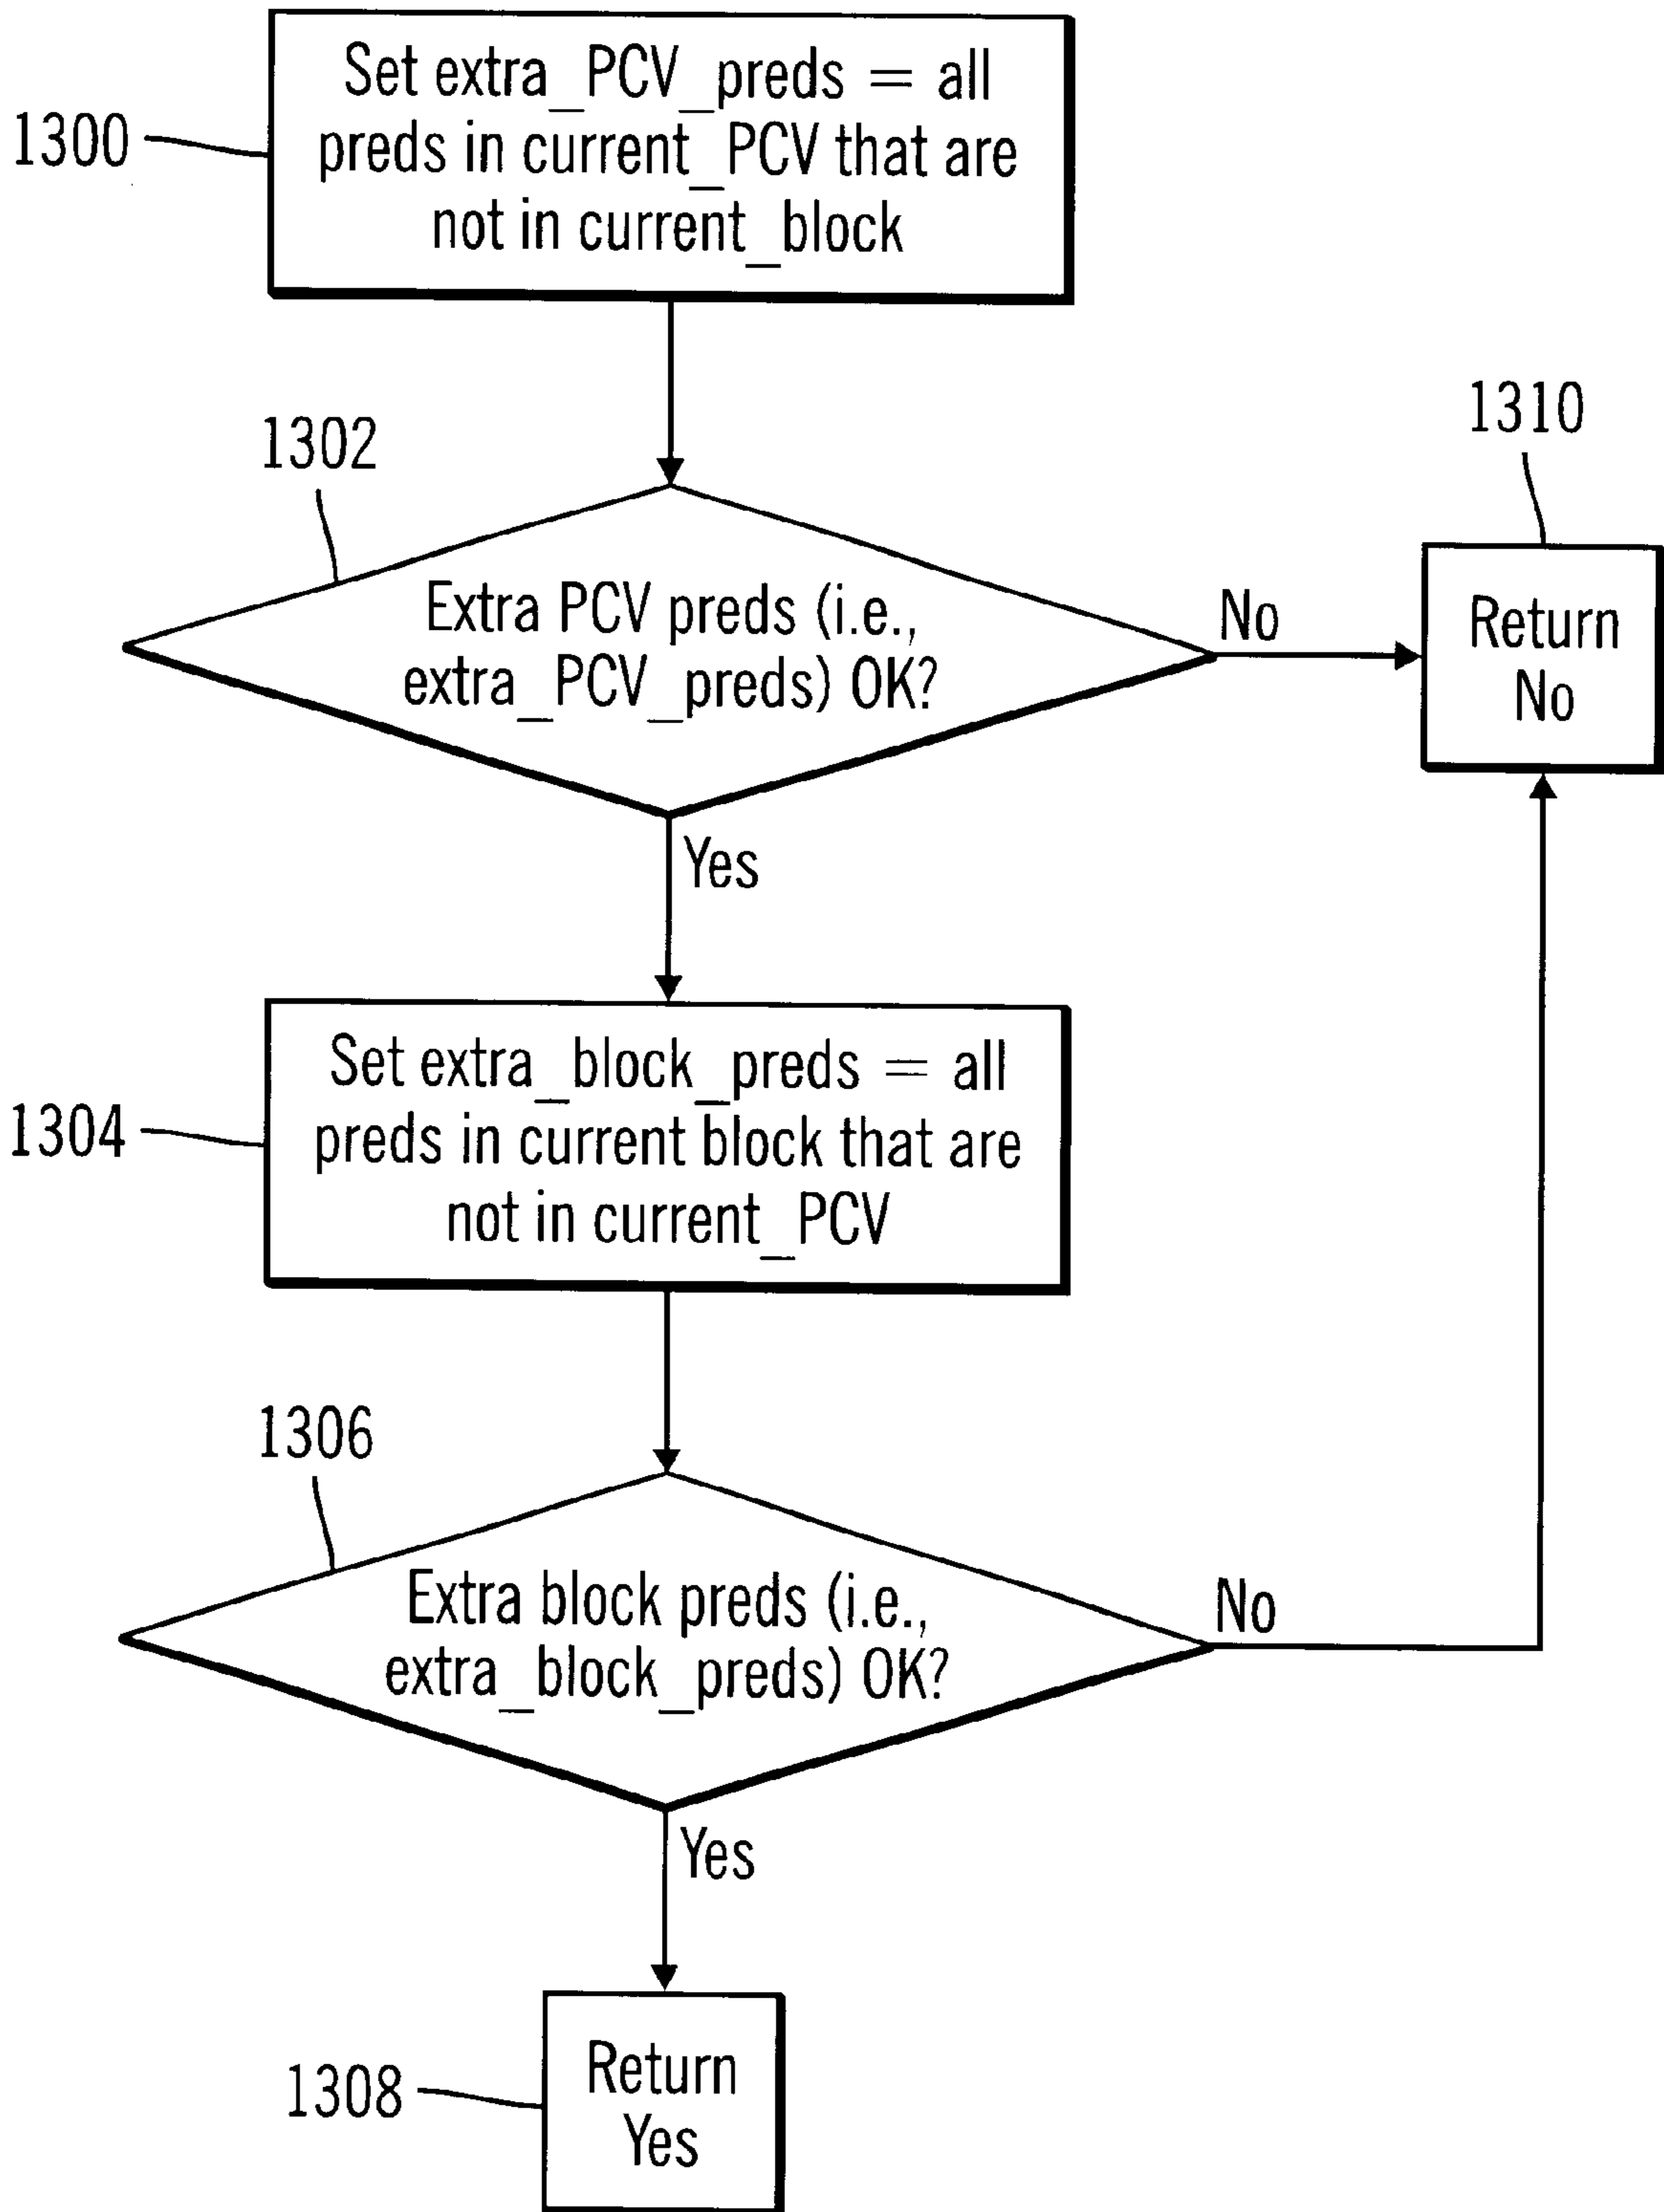 Set extra_PCV_preds = all
preds in current_PCV that are
not in current_block
1300
1302
Extra PCV preds (i.e.,
extra_PCV_preds) OK?
No
1310
Return
No
Yes
Set extra_block_preds = all
preds in current block that are
not in current_PCV
1304
1306
Extra block preds (i.e.,
extra_block_preds) OK?
No
Yes
1308
Return
Yes